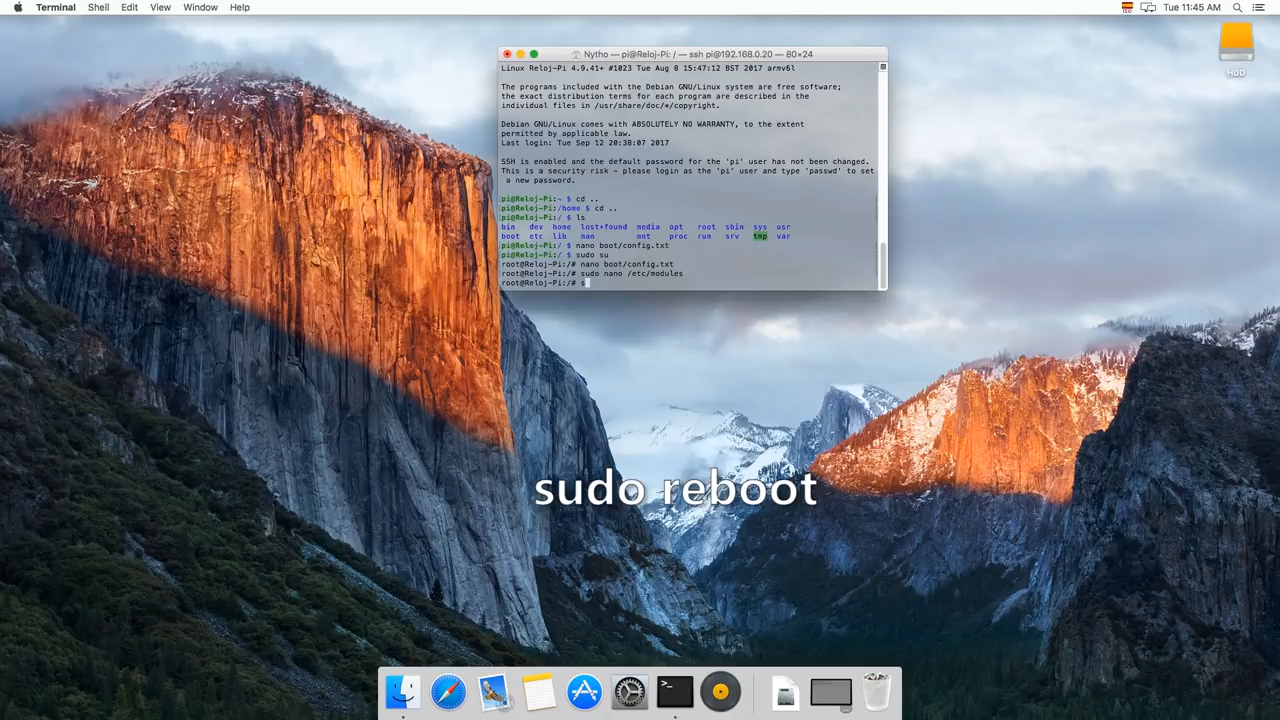 Terminal Shell Edit View Window Help
ISO Tue 11:45 AM
Nytho — pi@Reloj-Pi: / — ssh pi@192.168.0.20 — 80×24
Linux Reloj-Pi 4.9.41+ #1023 Tue Aug 8 15:47:12 BST 2017 armv6l
The programs included with the Debian GNU/Linux system are free software;
the exact distribution terms for each program are described in the
individual files in /usr/share/doc/*/copyright.
Debian GNU/Linux comes with ABSOLUTELY NO WARRANTY, to the extent
permitted by applicable law.
Last login: Tue Sep 12 20:38:07 2017
SSH is enabled and the default password for the 'pi' user has not been changed.
This is a security risk - please login as the 'pi' user and type 'passwd' to set
a new password.
pi@Reloj-Pi:~ $ cd ..
pi@Reloj-Pi:/home $ cd ..
pi@Reloj-Pi:/ $ ls
bin dev home lost+found media opt root sbin sys usr
boot etc lib man mnt proc run srv tmp var
pi@Reloj-Pi:/ $ nano boot/config.txt
pi@Reloj-Pi:/ $ sudo su
root@Reloj-Pi:/# nano boot/config.txt
root@Reloj-Pi:/# sudo nano /etc/modules
root@Reloj-Pi:/# s
HDD
sudo reboot